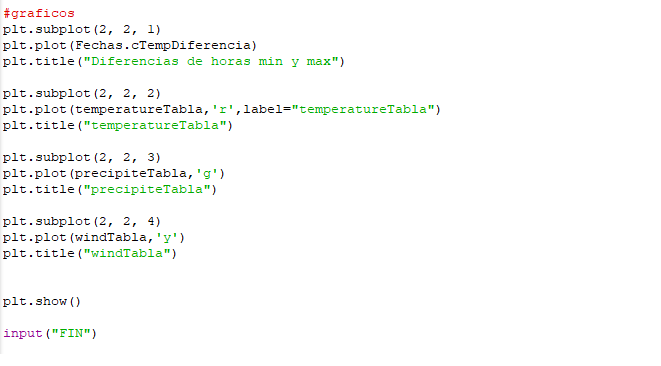 #graficos
plt.subplot(2, 2, 1)
plt.plot(Fechas.cTempDiferencia)
plt.title("Diferencias de horas min y max")
plt.subplot(2, 2, 2)
plt.plot(temperatureTabla,'r',label="temperatureTabla")
plt.title("temperatureTabla")
plt.subplot(2, 2, 3)
plt.plot(precipiteTabla,'g')
plt.title("precipiteTabla")
plt.subplot(2, 2, 4)
plt.plot(windTabla,'y')
plt.title("windTabla")
plt.show()
input("FIN")